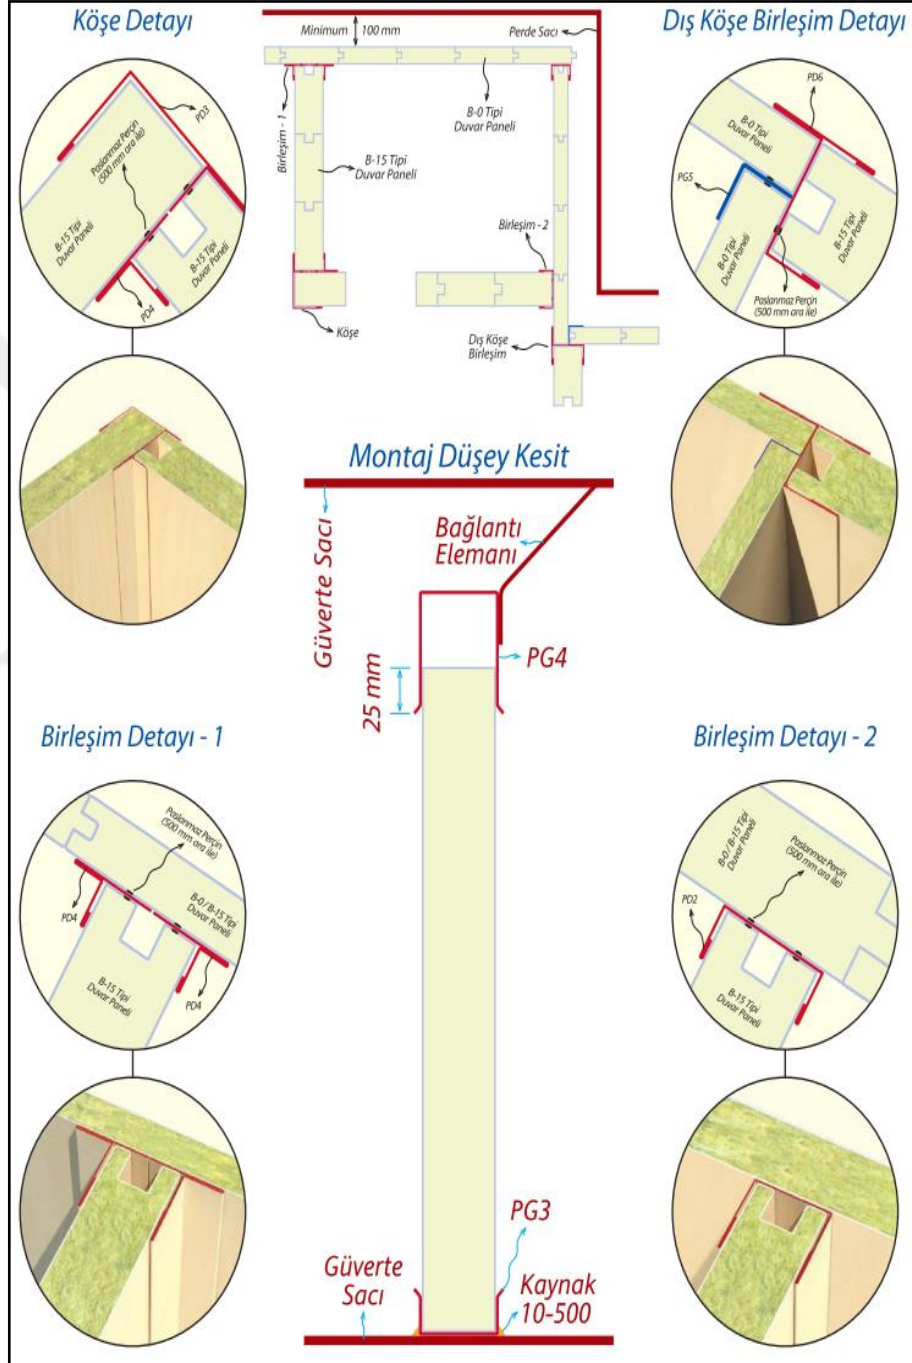 Köşe Detayı
Minimum 100 mm
Perde Sacı
Dış Köşe Birleşim Detayı
PD3
Paslanmaz Perçin
(500 mm ara ile)
B-15 Tipi
Duvar Paneli
B-15 Tipi
Duvar Paneli
PD4
Birleşim - 1
B-0 Tipi
Duvar Paneli
B-15 Tipi
Duvar Paneli
Birleşim - 2
Köşe
Dış Köşe
Birleşim
PD6
B-0 Tipi
Duvar Paneli
PG5
B-0 Tipi
Duvar Paneli
B-15 Tipi
Duvar Paneli
Paslanmaz Perçin
(500 mm ara ile)
Montaj Düşey Kesit
Güverte Sacı
Bağlantı
Elemanı
PG4
25 mm
Birleşim Detayı - 1
Paslanmaz Perçin
(500 mm ara ile)
PD4
B-0/B-15 Tipi
Duvar Paneli
B-15 Tipi
Duvar Paneli
PD4
Birleşim Detayı - 2
B-0/B-15 Tipi
Duvar Paneli
Paslanmaz Perçin
(500 mm ara ile)
PD2
B-15 Tipi
Duvar Paneli
PG3
Güverte
Sacı
Kaynak
10-500